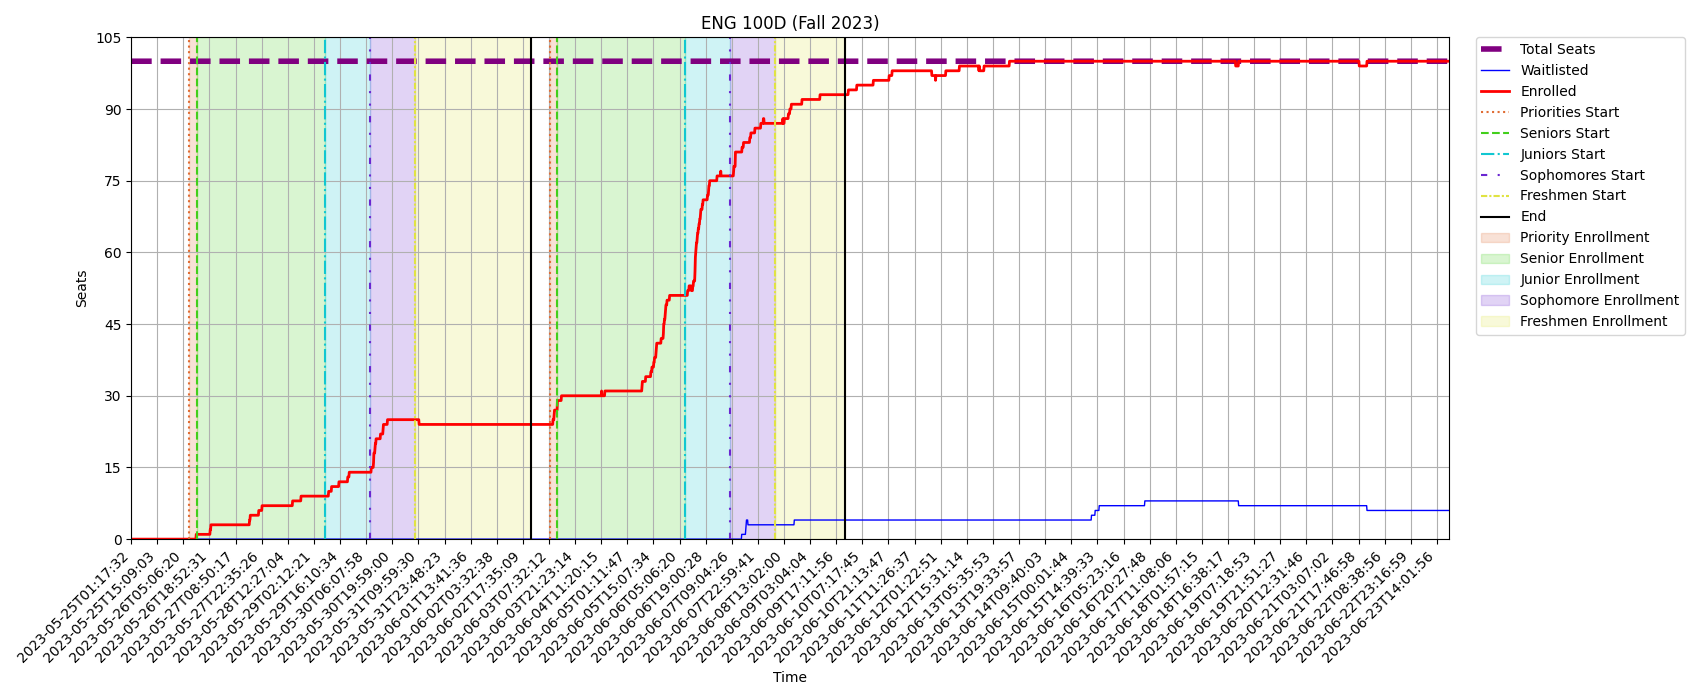 ENG 100D (Fall 2023)
105
90
75
60
45
30
15
0
Seats
2023-05-25T01:17:32
2023-05-25T15:09:03
2023-05-26T05:06:20
2023-05-26T18:52:31
2023-05-27T08:50:17
2023-05-27T22:35:26
2023-05-28T12:27:04
2023-05-29T02:12:21
2023-05-29T16:10:34
2023-05-30T06:07:58
2023-05-30T19:59:00
2023-05-31T09:59:30
2023-05-31T23:48:23
2023-06-01T13:41:36
2023-06-02T03:32:38
2023-06-02T17:35:09
2023-06-03T07:32:12
2023-06-03T21:23:14
2023-06-04T11:20:15
2023-06-05T01:11:47
2023-06-05T15:07:34
2023-06-06T05:06:20
2023-06-06T19:00:28
2023-06-07T09:04:26
2023-06-07T22:59:41
2023-06-08T13:02:00
2023-06-09T03:04:04
2023-06-09T17:11:56
2023-06-10T07:17:45
2023-06-10T21:13:47
2023-06-11T11:26:37
2023-06-12T01:22:51
2023-06-12T15:31:14
2023-06-13T05:35:53
2023-06-13T19:33:57
2023-06-14T09:40:03
2023-06-15T00:01:44
2023-06-15T14:39:33
2023-06-16T05:23:16
2023-06-16T20:27:48
2023-06-17T11:08:06
2023-06-18T01:57:15
2023-06-18T16:38:17
2023-06-19T07:18:53
2023-06-19T21:51:27
2023-06-20T12:31:46
2023-06-21T03:07:02
2023-06-21T17:46:58
2023-06-22T08:38:56
2023-06-22T23:16:59
2023-06-23T14:01:56
Time
Total Seats
Waitlisted
Enrolled
Priorities Start
Seniors Start
Juniors Start
Sophomores Start
Freshmen Start
End
Priority Enrollment
Senior Enrollment
Junior Enrollment
Sophomore Enrollment
Freshmen Enrollment